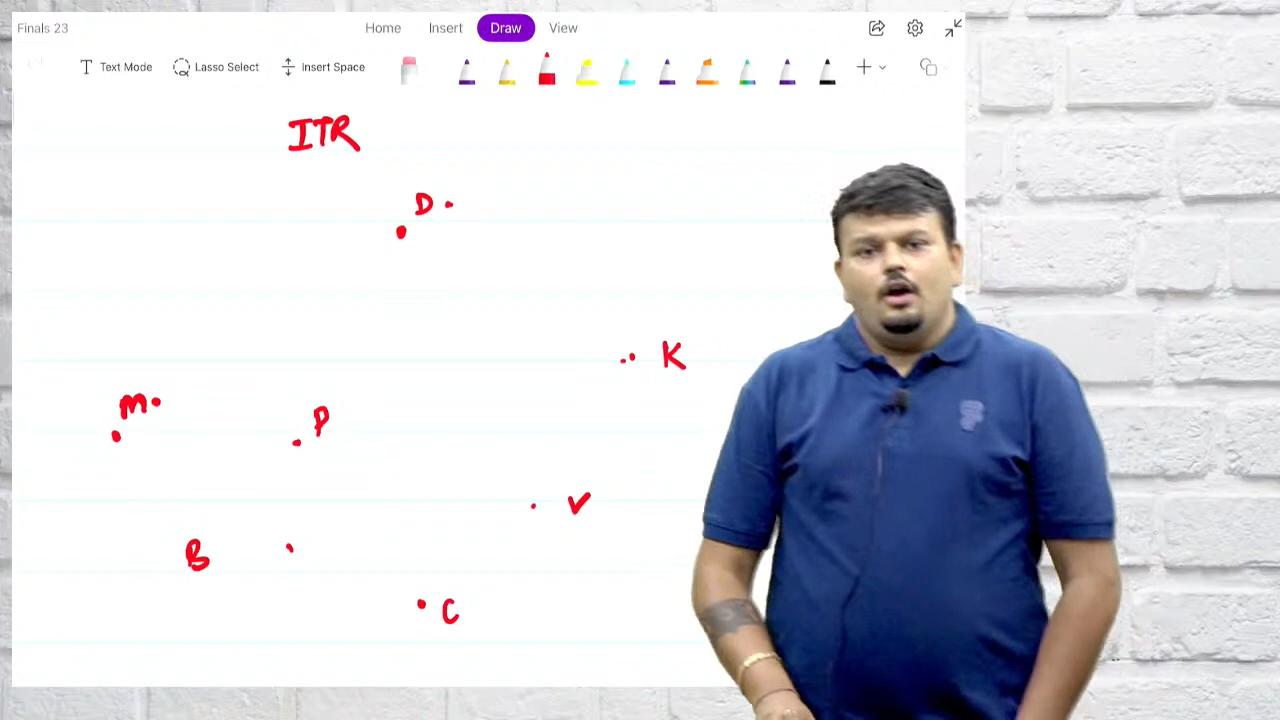 Finals 23
Home Insert Draw View
Text Mode Lasso Select Insert Space
ITR
D
K
M
P
V
B
C